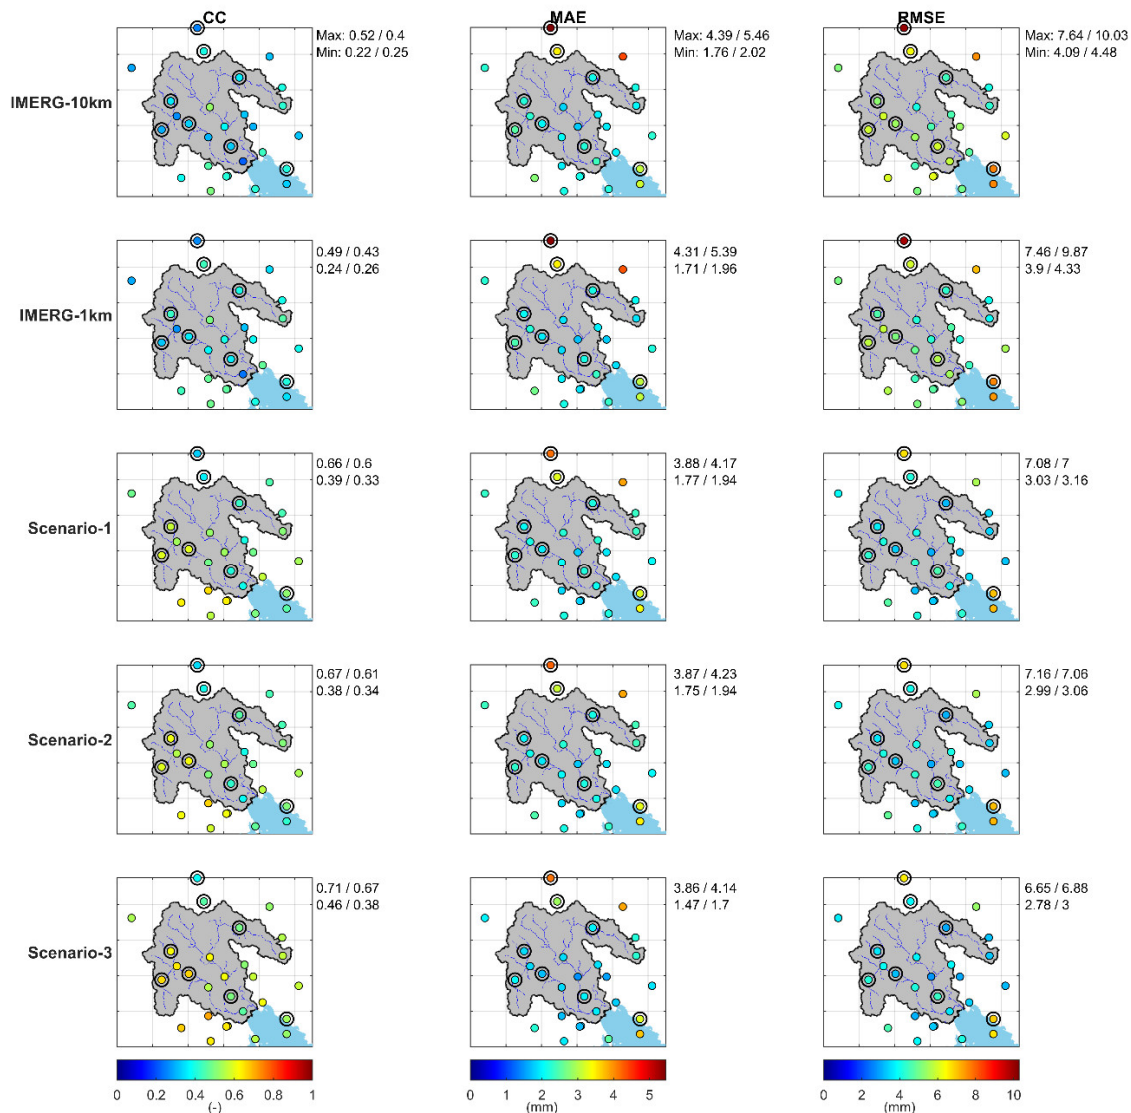 CC MAE RMSE
Max: 0.52 / 0.4
Min: 0.22 / 0.25
Max: 4.39 / 5.46
Min: 1.76 / 2.02
Max: 7.64 / 10.03
Min: 4.09 / 4.48
IMERG-10km
0.49 / 0.43
0.24 / 0.26
4.31 / 5.39
1.71 / 1.96
7.46 / 9.87
3.9 / 4.33
IMERG-1km
0.66 / 0.6
0.39 / 0.33
3.88 / 4.17
1.77 / 1.94
7.08 / 7
3.03 / 3.16
Scenario-1
0.67 / 0.61
0.38 / 0.34
3.87 / 4.23
1.75 / 1.94
7.16 / 7.06
2.99 / 3.06
Scenario-2
0.71 / 0.67
0.46 / 0.38
3.86 / 4.14
1.47 / 1.7
6.65 / 6.88
2.78 / 3
Scenario-3
0 0.2 0.4 0.6 0.8 1
(-)
0 1 2 3 4 5
(mm)
0 2 4 6 8 10
(mm)